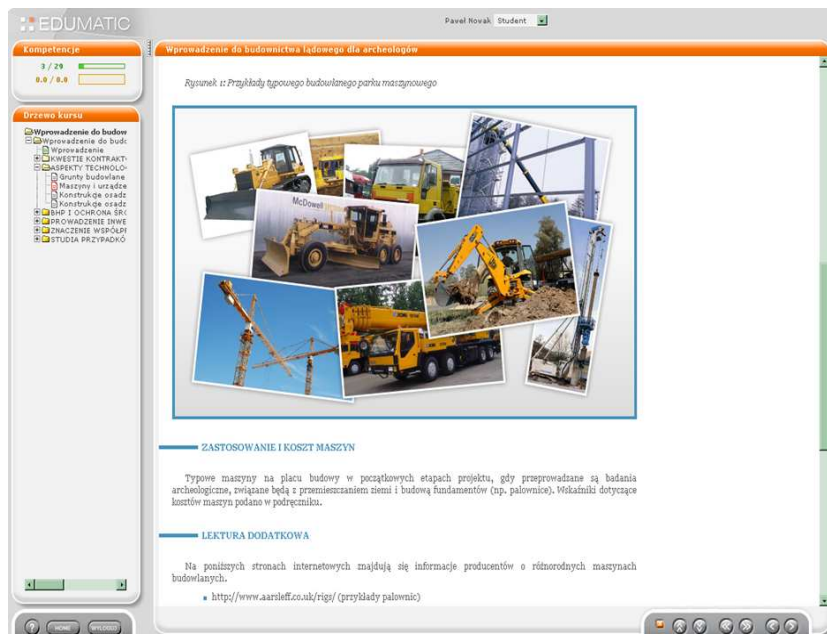 EDUMATIC
Pavel Novak Student
Kompetencje
3 / 29
0.0 / 0.0
Drzewo kursu
Wprowadzenie do budow
Wprowadzenie do budc
Wprowadzenie
KWESTIE KONTRAKT
ASPEKTY TECHNOLO
Grunty budowlane
Maszyny i urządze
Konstrukcje osadz
Konstrukcje osadz
BHP I OCHRONA ŚRO
PROWADZENIE INWE
ZNACZENIE WSPÓŁPR
STUDIA PRZYPADKÓ
Wprowadzenie do budownictwa lądowego dla archeologów
Rysunek 1: Przykłady typowego budowlanego parku maszynowego
McDowell
ZASTOSOWANIE I KOSZT MASZYN
Typowe maszyny na placu budowy w początkowych etapach projektu, gdy przeprowadzane są badania
archeologiczne, związane będą z przemieszczaniem ziemi i budową fundamentów (np. palownice). Wskaźniki dotyczące
kosztów maszyn podano w podręczniku.
LEKTURA DODATKOWA
Na poniższych stronach internetowych znajdują się informacje producentów o różnorodnych maszynach
budowlanych.
http://www.aarsleff.co.uk/rigs/ (przykłady palownic)
?
HOME
WYLOGUJ